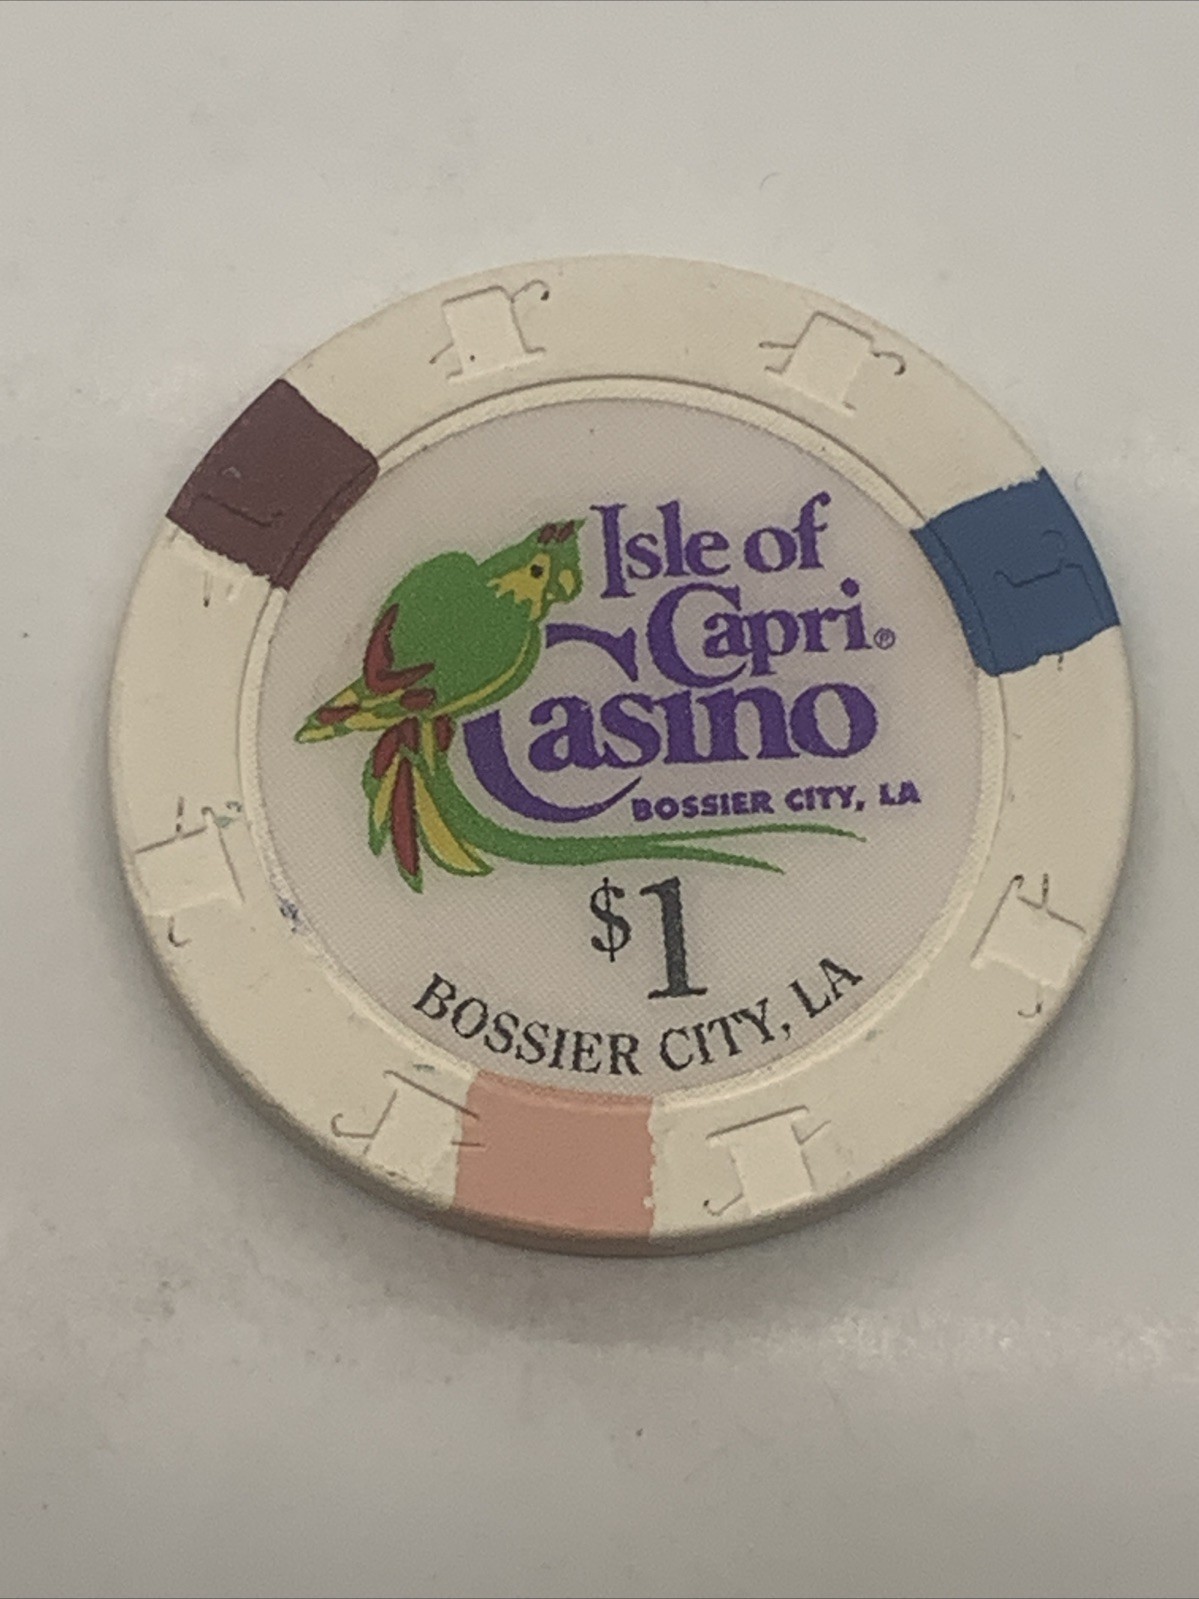 Isle of
Capri®
Casino
BOSSIER CITY, LA
$1
BOSSIER CITY, LA